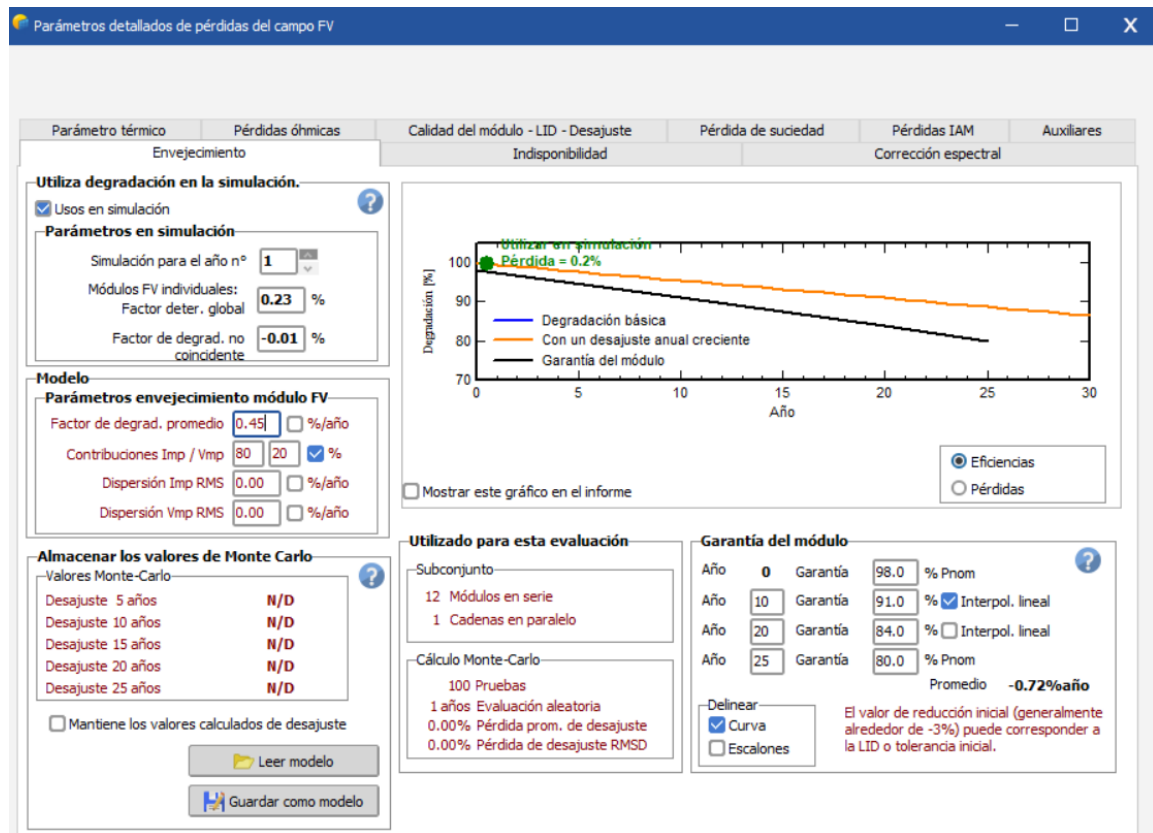 Parámetros detallados de pérdidas del campo FV
Parámetro térmico Pérdidas óhmicas Calidad del módulo - LID - Desajuste Pérdida de suciedad Pérdidas IAM Auxiliares
Envejecimiento Indisponibilidad Corrección espectral
Utiliza degradación en la simulación.
Usos en simulación
Parámetros en simulación
Simulación para el año nº 1
Módulos FV individuales:
Factor deter. global 0.23 %
Factor de degrad. no
coincidente -0.01 %
Modelo
Parámetros envejecimiento módulo FV
Factor de degrad. promedio 0.45 %/año
Contribuciones Imp / Vmp 80 20 %
Dispersión Imp RMS 0.00 %/año
Dispersión Vmp RMS 0.00 %/año
Almacenar los valores de Monte Carlo
Valores Monte-Carlo
Desajuste 5 años N/D
Desajuste 10 años N/D
Desajuste 15 años N/D
Desajuste 20 años N/D
Desajuste 25 años N/D
Mantiene los valores calculados de desajuste
Leer modelo
Guardar como modelo
Utilizar en simulación
Pérdida = 0.2%
Degradación [%]
100
90
80
70
Degradación básica
Con un desajuste anual creciente
Garantía del módulo
0 5 10 15 20 25 30
Año
Mostrar este gráfico en el informe
Eficiencias
Pérdidas
Utilizado para esta evaluación
Subconjunto
12 Módulos en serie
1 Cadenas en paralelo
Cálculo Monte-Carlo
100 Pruebas
1 años Evaluación aleatoria
0.00% Pérdida prom. de desajuste
0.00% Pérdida de desajuste RMSD
Garantía del módulo
Año 0 Garantía 98.0 % Pnom
Año 10 Garantía 91.0 % Interpol. lineal
Año 20 Garantía 84.0 % Interpol. lineal
Año 25 Garantía 80.0 % Pnom
Promedio -0.72%año
Delinear
Curva
Escalones
El valor de reducción inicial (generalmente
alrededor de -3%) puede corresponder a
la LID o tolerancia inicial.